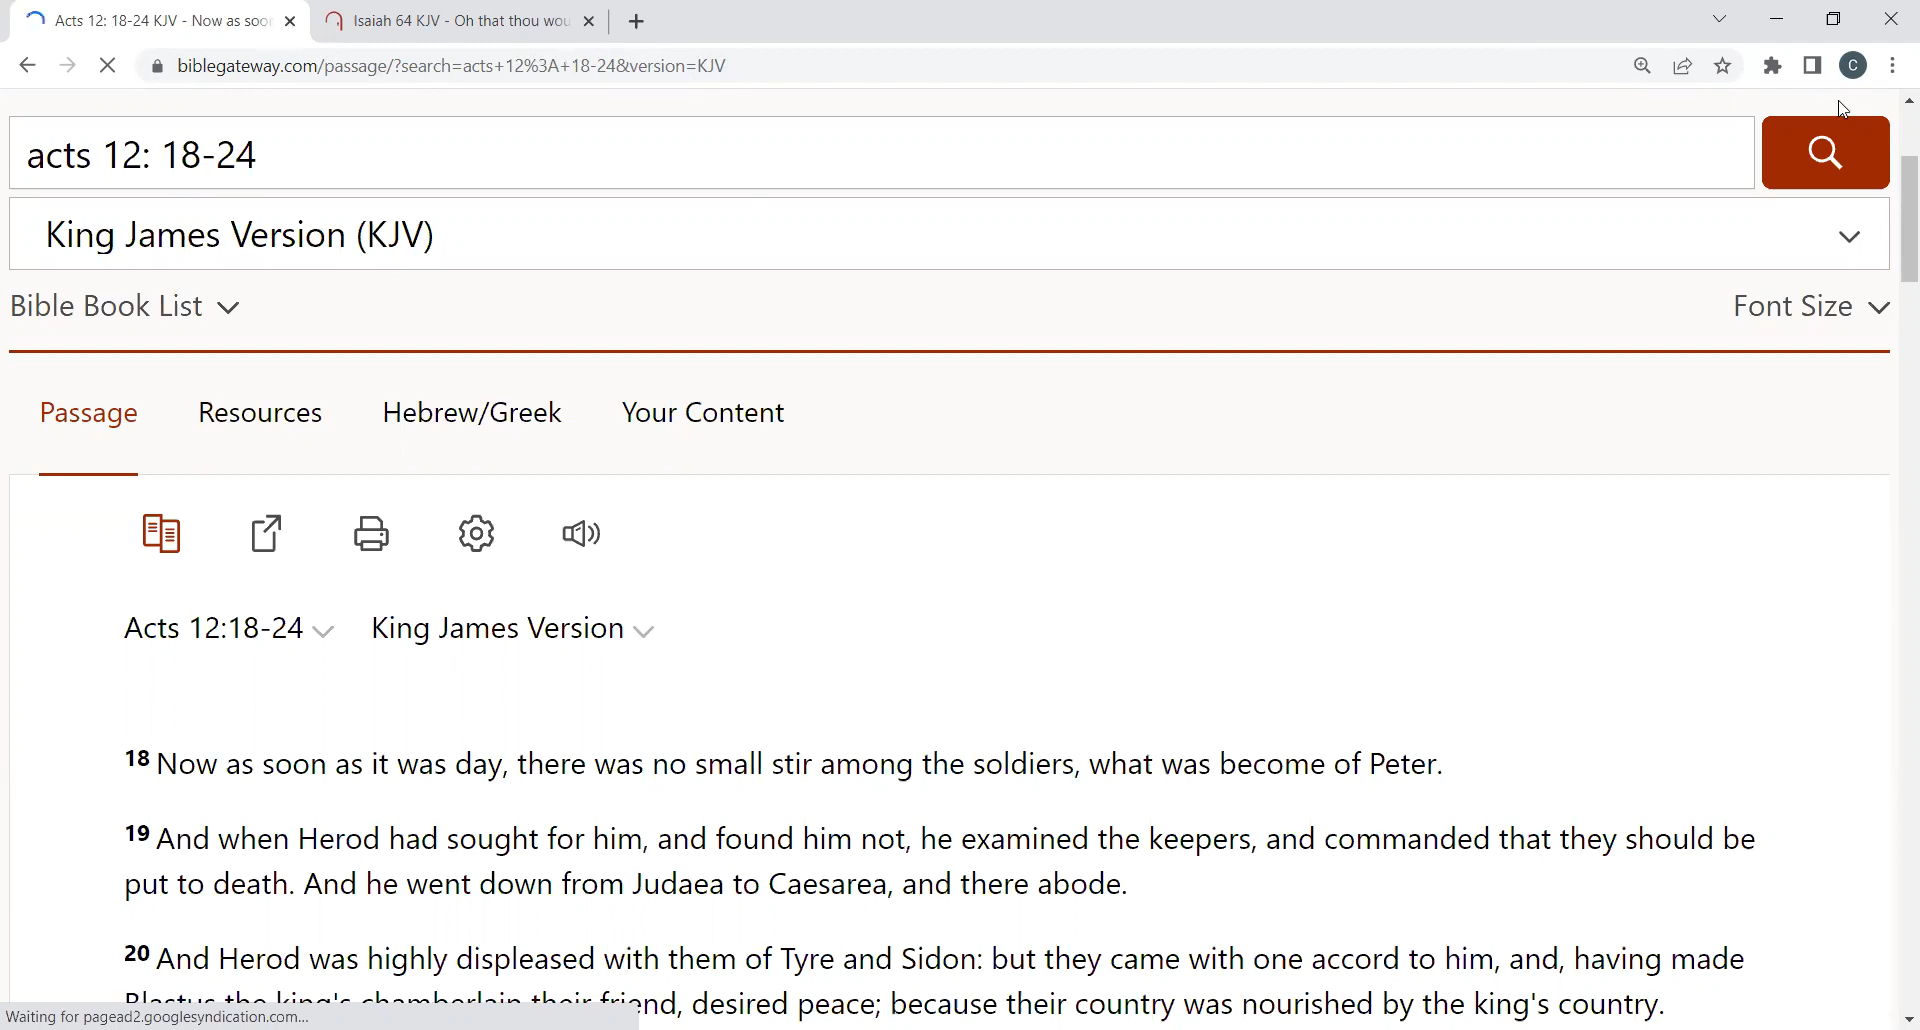 Acts 12: 18-24 KJV - Now as soo
Isaiah 64 KJV - Oh that thou wou
biblegateway.com/passage/?search=acts+12%3A+18-24&version=KJV
C
acts 12: 18-24
King James Version (KJV)
Bible Book List
Font Size
Passage Resources Hebrew/Greek Your Content
Acts 12:18-24 King James Version
18 Now as soon as it was day, there was no small stir among the soldiers, what was become of Peter.
19 And when Herod had sought for him, and found him not, he examined the keepers, and commanded that they should be
put to death. And he went down from Judaea to Caesarea, and there abode.
20 And Herod was highly displeased with them of Tyre and Sidon: but they came with one accord to him, and, having made
Blastus the king's chamberlain their friend, desired peace; because their country was nourished by the king's country.
Waiting for pagead2.googlesyndication.com...